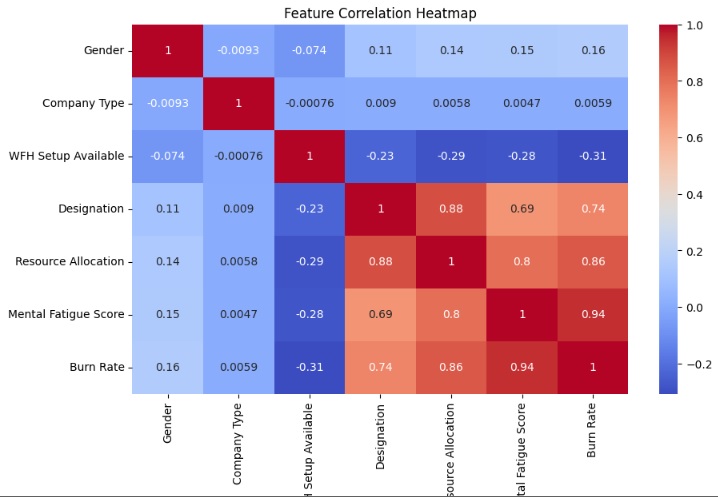 Feature Correlation Heatmap
Gender 1 -0.0093 -0.074 0.11 0.14 0.15 0.16
Company Type -0.0093 1 -0.00076 0.009 0.0058 0.0047 0.0059
WFH Setup Available -0.074 -0.00076 1 -0.23 -0.29 -0.28 -0.31
Designation 0.11 0.009 -0.23 1 0.88 0.69 0.74
Resource Allocation 0.14 0.0058 -0.29 0.88 1 0.8 0.86
Mental Fatigue Score 0.15 0.0047 -0.28 0.69 0.8 1 0.94
Burn Rate 0.16 0.0059 -0.31 0.74 0.86 0.94 1
Gender
Company Type
Setup Available
Designation
source Allocation
tal Fatigue Score
Burn Rate
1.0
0.8
0.6
0.4
0.2
0.0
−0.2